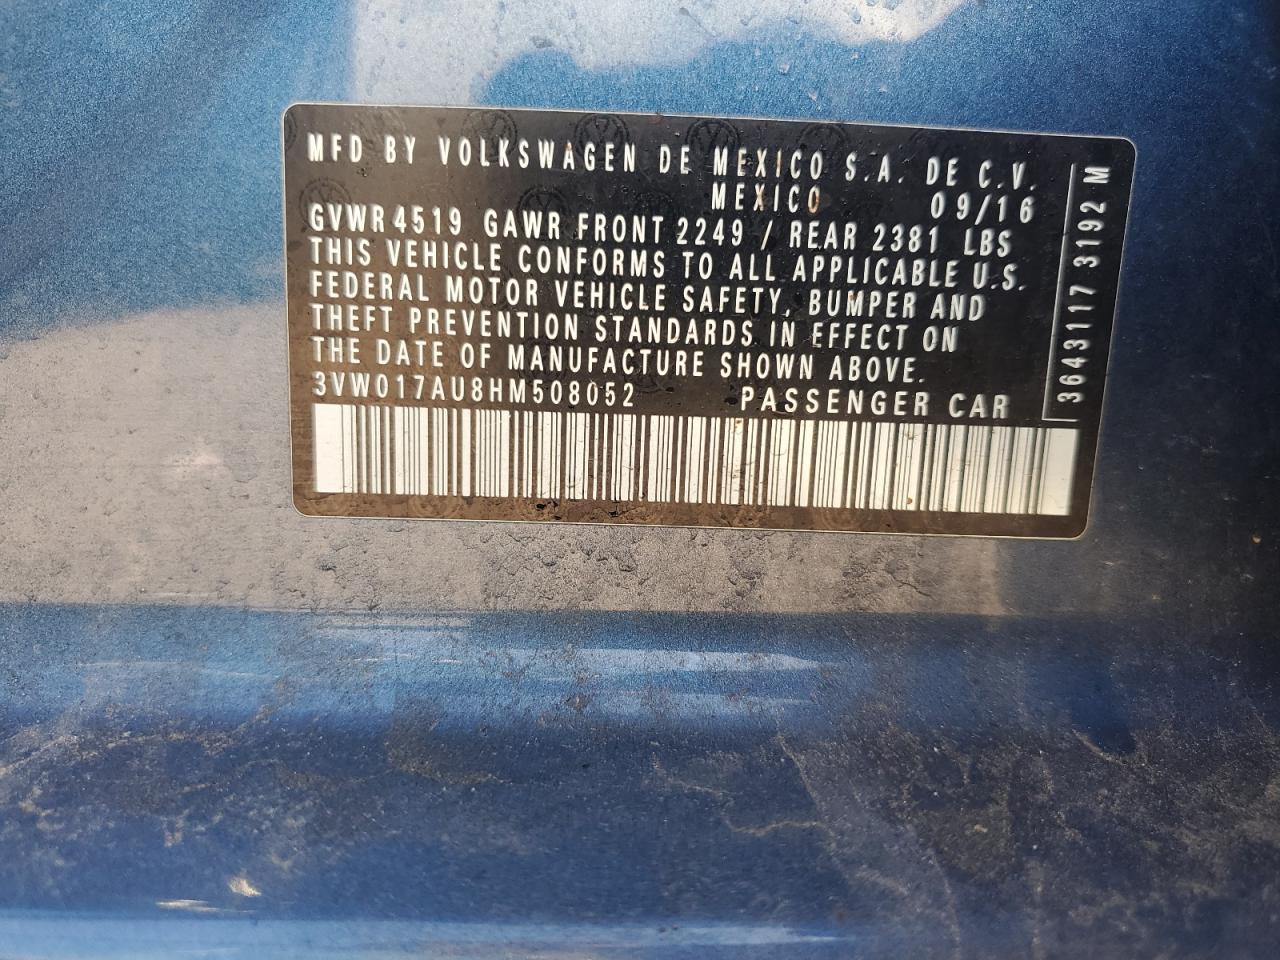 MFD BY VOLKSWAGEN DE MEXICO S.A. DE C.V.
MEXICO 09/16
GVWR 4519 GAWR FRONT 2249 / REAR 2381 LBS
THIS VEHICLE CONFORMS TO ALL APPLICABLE U.S.
FEDERAL MOTOR VEHICLE SAFETY, BUMPER AND
THEFT PREVENTION STANDARDS IN EFFECT ON
THE DATE OF MANUFACTURE SHOWN ABOVE.
3VW017AU8HM508052 PASSENGER CAR
3643117 3192 M